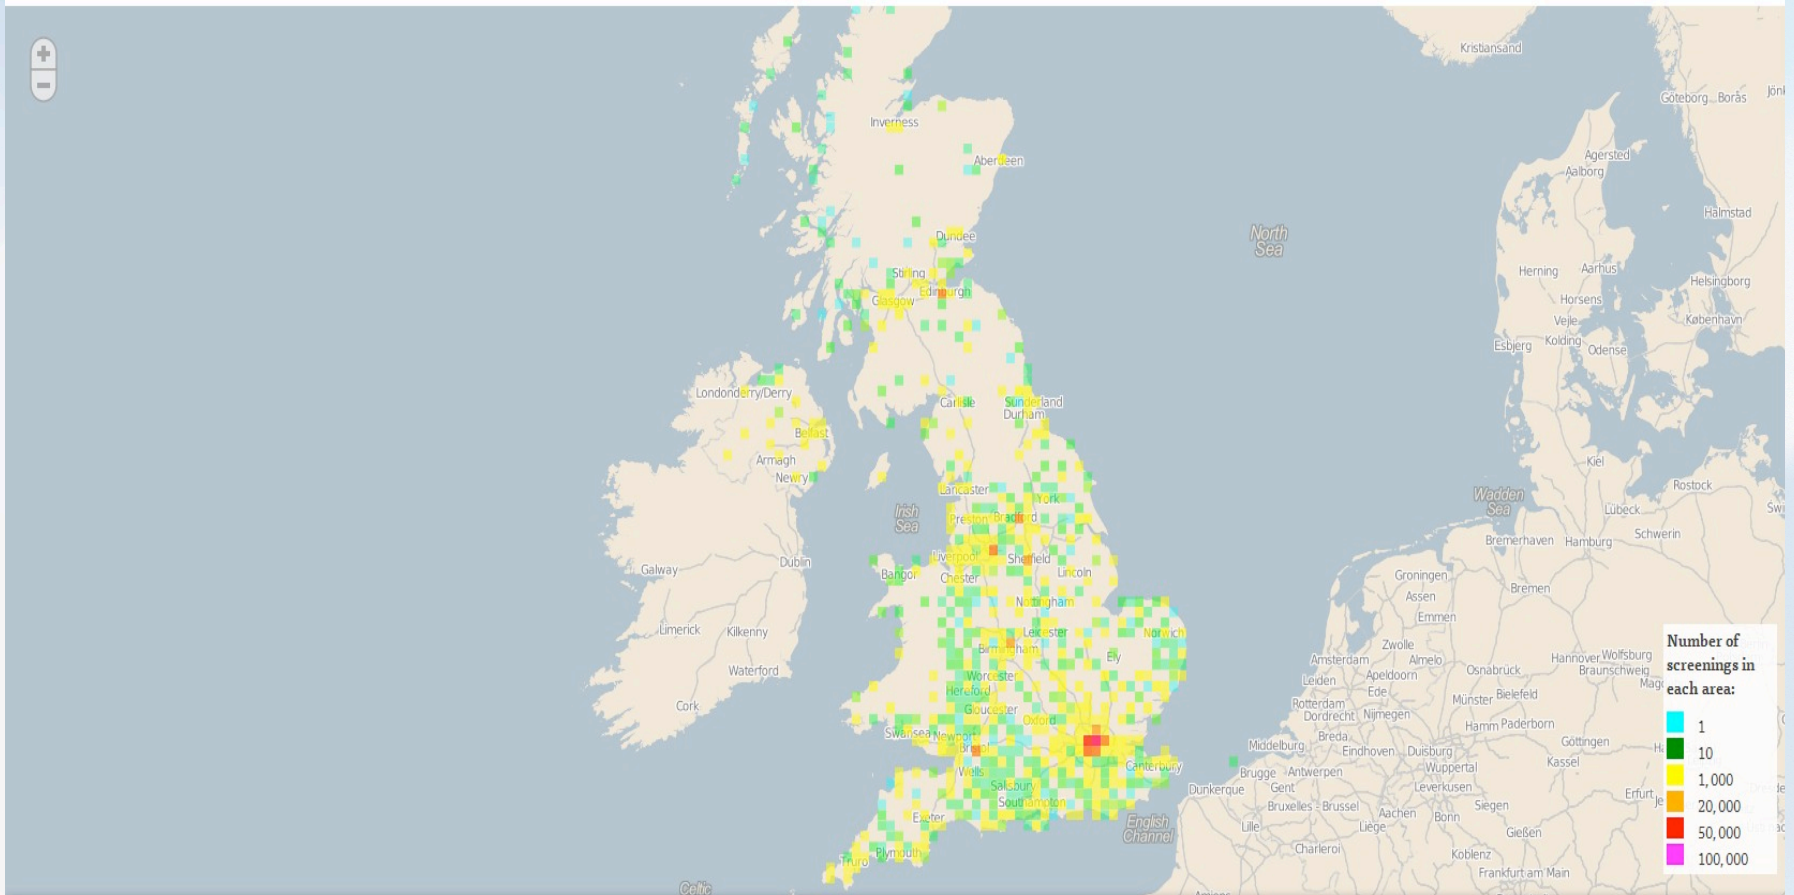 +
−
Kristiansand
Göteborg
Borås
Inverness
Aberdeen
Agersted
Aalborg
Halmstad
North
Sea
Dundee
Stirling
Edinburgh
Glasgow
Herning
Aarhus
Helsingborg
Horsens
Vejle
København
Esbjerg
Kolding
Odense
Londonderry/Derry
Carlisle
Sunderland
Durham
Belfast
Armagh
Newry
Kiel
Rostock
Lancaster
York
Wadden
Sea
Irish
Sea
Preston
Bradford
Lübeck
Schwerin
Bremerhaven
Hamburg
Liverpool
Sheffield
Dublin
Galway
Bangor
Chester
Lincoln
Groningen
Assen
Bremen
Emmen
Nottingham
Limerick
Kilkenny
Leicester
Norwich
Birmingham
Ely
Zwolle
Amsterdam
Almelo
Hannover
Wolfsburg
Braunschweig
Waterford
Worcester
Leiden
Apeldoorn
Osnabrück
Hereford
Ede
Münster
Bielefeld
Cork
Gloucester
Rotterdam
Dordrecht
Nijmegen
Oxford
Hamm
Paderborn
Swansea
Newport
Breda
Bristol
Middelburg
Eindhoven
Duisburg
Göttingen
Canterbury
Wuppertal
Kassel
Wells
Brugge
Antwerpen
Salisbury
Dunkerque
Gent
Leverkusen
Erfurt
Southampton
Bruxelles - Brussel
Siegen
Exeter
Aachen
Bonn
English
Channel
Lille
Liège
Gießen
Plymouth
Truro
Charleroi
Koblenz
Frankfurt am Main
Celtic
Number of
screenings in
each area:
1
10
1,000
20,000
50,000
100,000